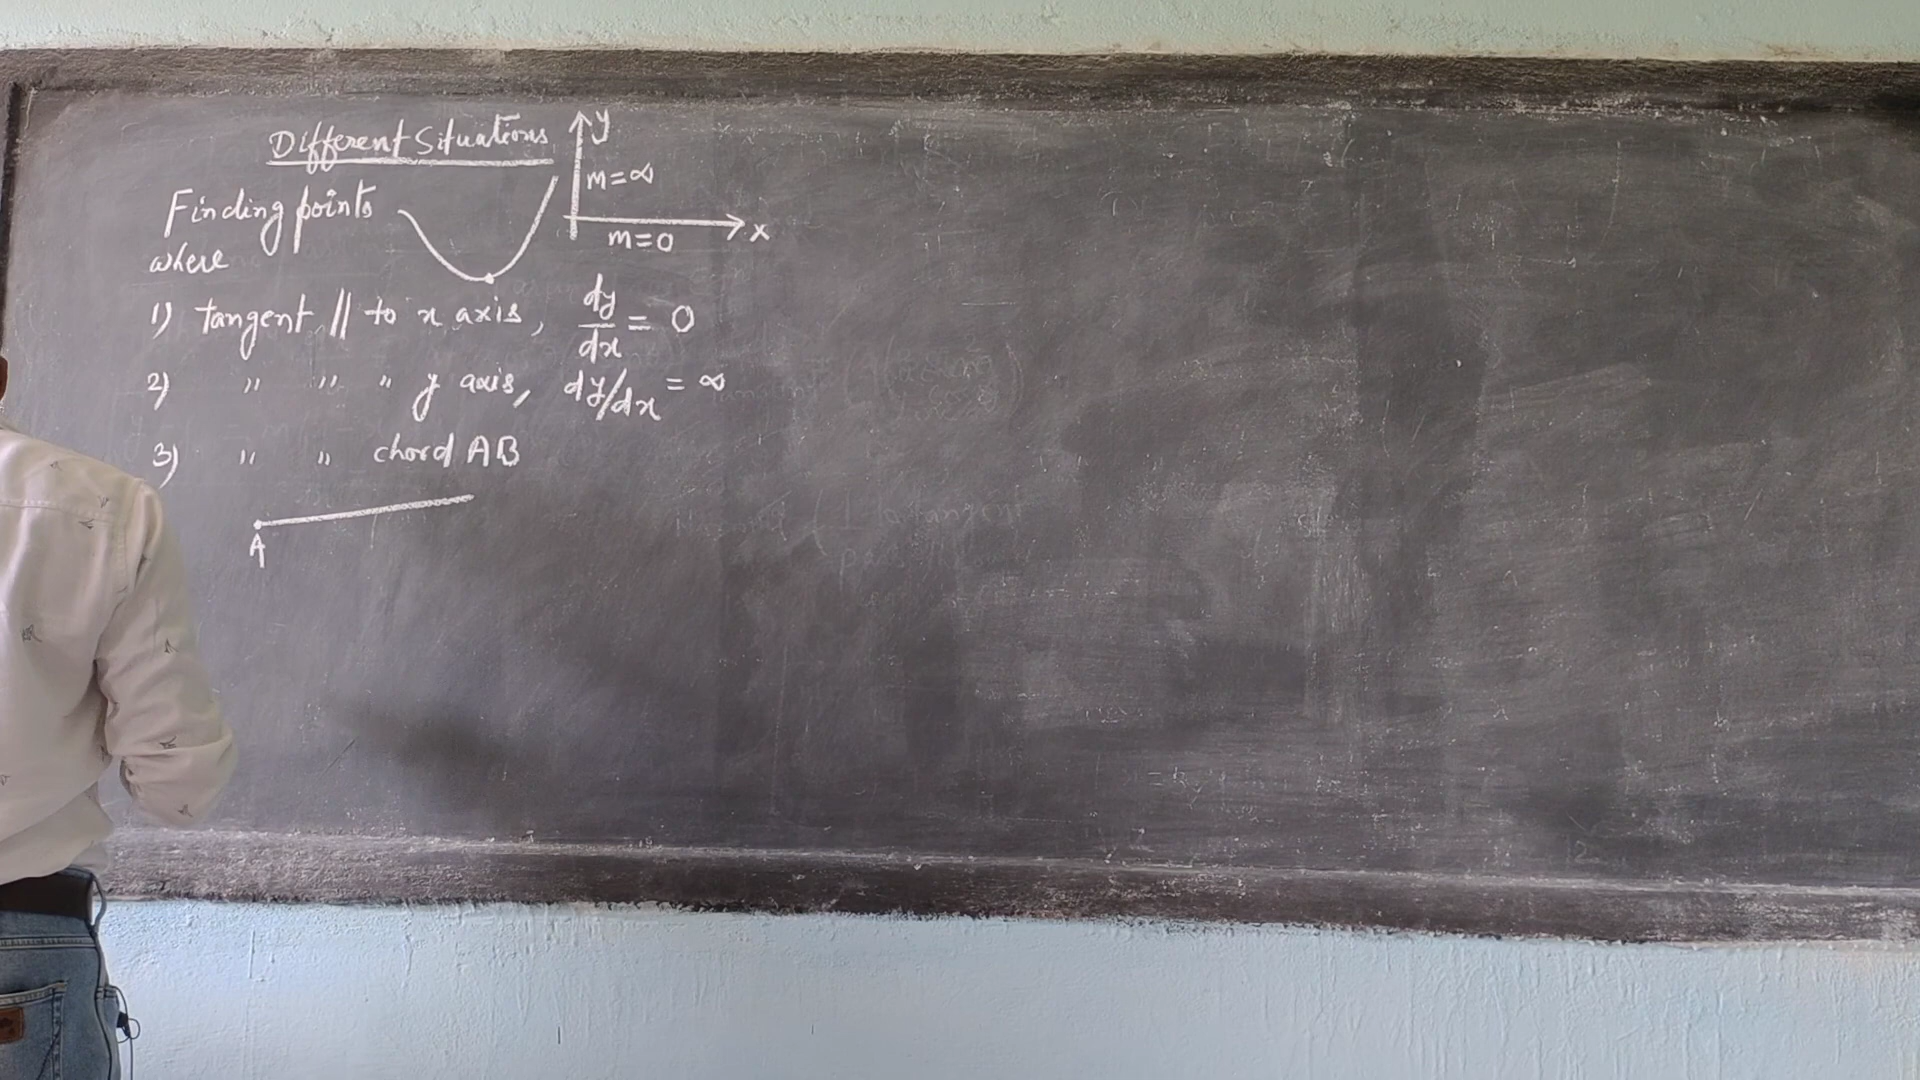 Different Situations
y
m=∞
x
m=0
Finding points
where
1) tangent // to x axis, dy/dx = 0
2) " " " y axis, dy/dx = ∞
3) " " chord AB
A